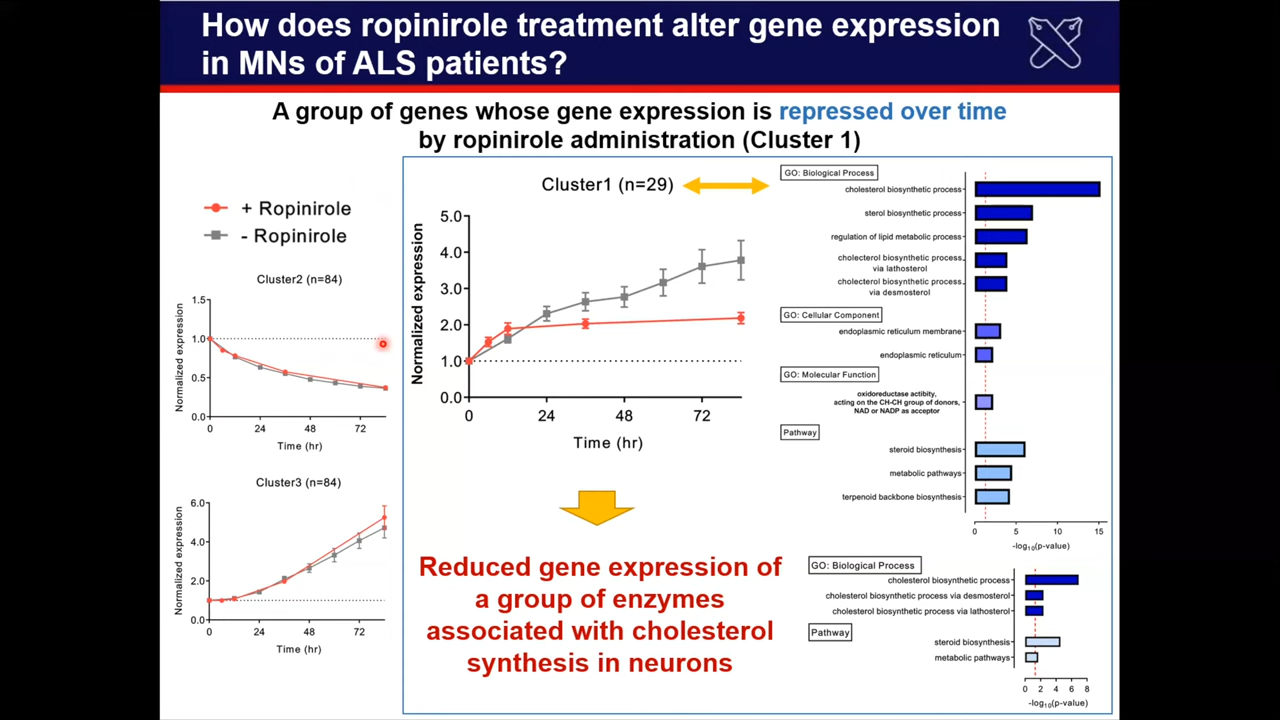 How does ropinirole treatment alter gene expression
in MNs of ALS patients?
A group of genes whose gene expression is repressed over time
by ropinirole administration (Cluster 1)
+ Ropinirole
- Ropinirole
Cluster2 (n=84)
Normalized expression
1.5
1.0
0.5
0.0
0
24
48
72
Time (hr)
Cluster3 (n=84)
Normalized expression
6.0
4.0
2.0
0.0
0
24
48
72
Time (hr)
Cluster1 (n=29)
Normalized expression
5.0
4.0
3.0
2.0
1.0
0.0
0
24
48
72
Time (hr)
Reduced gene expression of
a group of enzymes
associated with cholesterol
synthesis in neurons
GO: Biological Process
cholesterol biosynthetic process
sterol biosynthetic process
regulation of lipid metabolic process
cholecterol biosynthetic process
via lathosterol
cholecterol biosynthetic process
via desmosterol
GO: Cellular Component
endoplasmic reticulum membrane
endoplasmic reticulum
GO: Molecular Function
oxidoreductase actibity,
acting on the CH-CH group of donors,
NAD or NADP as acceptor
Pathway
steroid biosynthesis
metabolic pathways
terpenoid backbone biosynthesis
0
5
10
15
-log10(p-value)
GO: Biological Process
cholesterol biosynthetic process
cholesterol biosynthetic process via desmosterol
cholesterol biosynthetic process via lathosterol
Pathway
steroid biosynthesis
metabolic pathways
0
2
4
6
8
-log10(p-value)